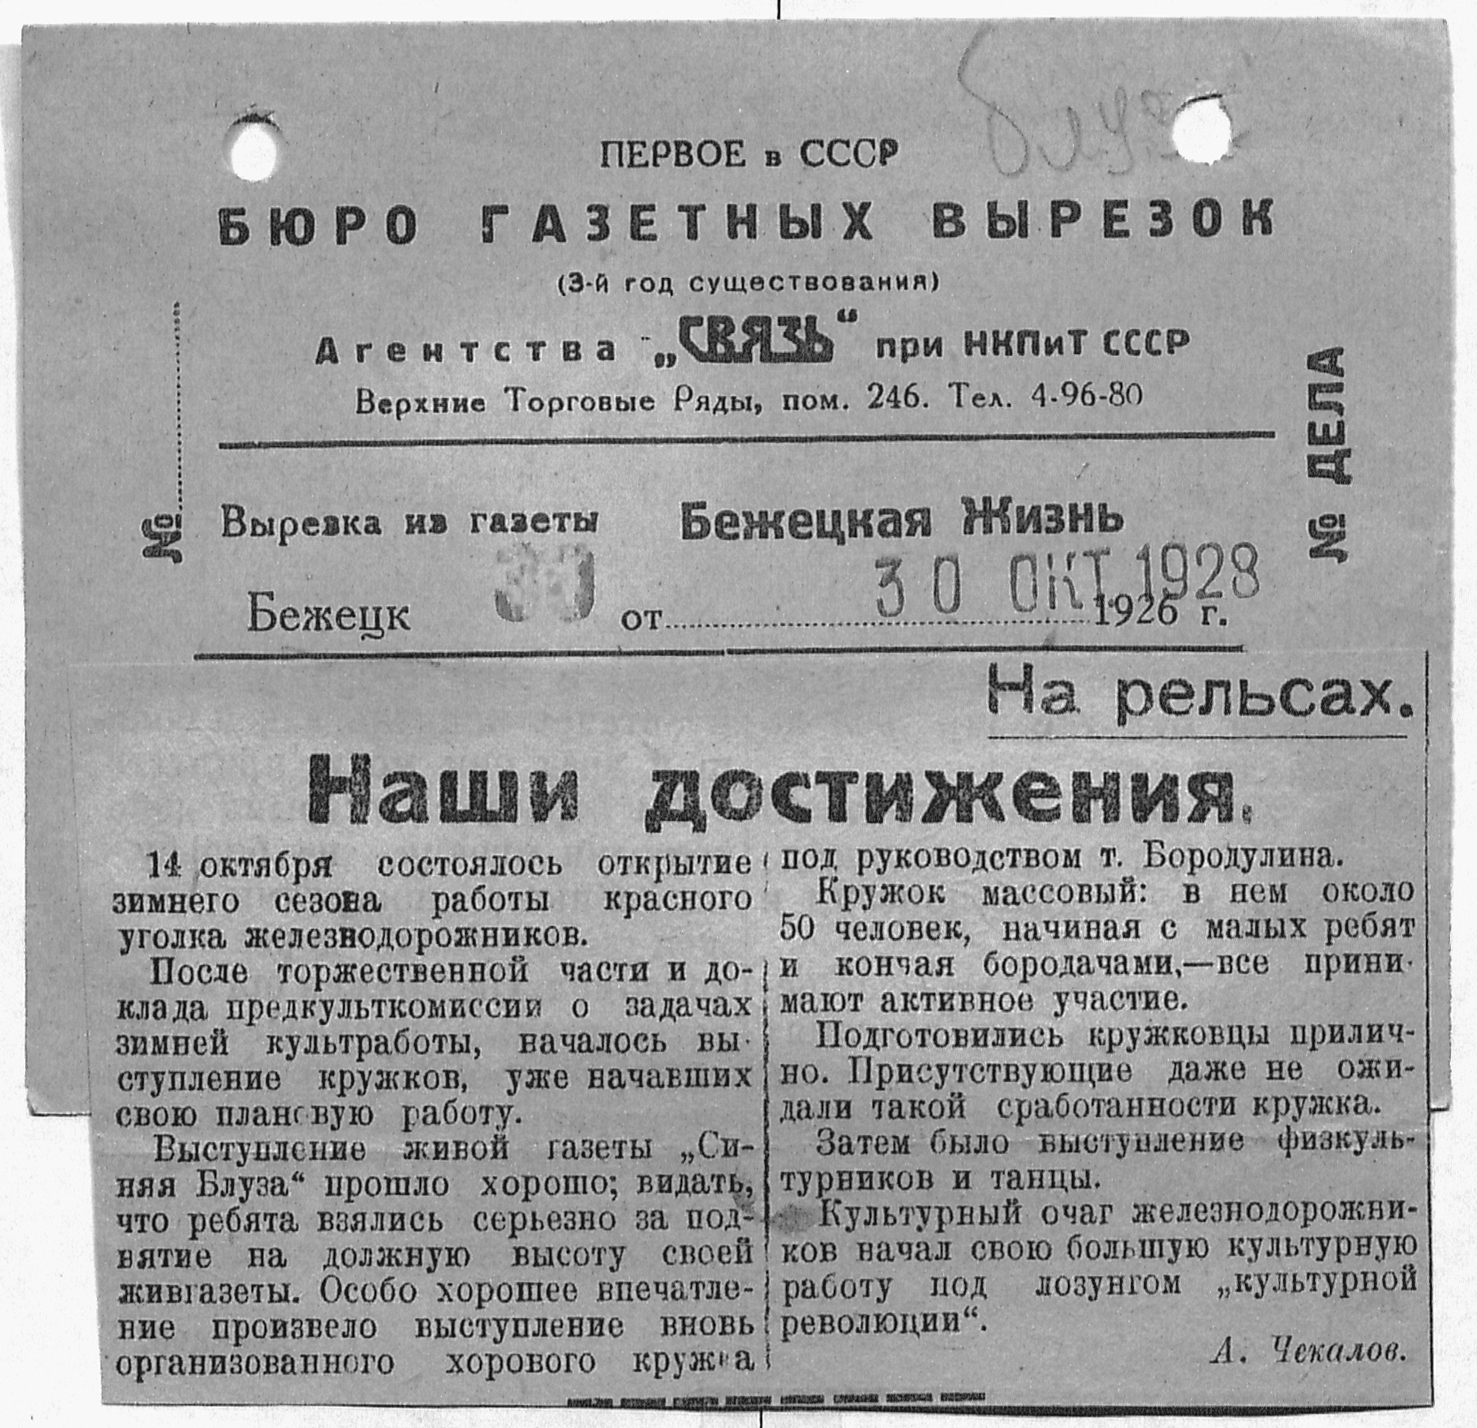 ПЕРВОЕ в СССР
БЮРО ГАЗЕТНЫХ ВЫРЕЗОК
(3-й год существования)
Агентства „СВЯЗЬ“ при НКПиТ СССР
Верхние Торговые Ряды, пом. 246. Тел. 4-96-80
№
№ ДЕЛА
Вырезка из газеты Бежецкая Жизнь
Бежецк от 1926 г.
30 ОКТ 1928
На рельсах.
Наши достижения.
14 октября состоялось открытие
зимнего сезона работы красного
уголка железнодорожников.
После торжественной части и до-
клада предкульткомиссии о задачах
зимней культработы, началось вы-
ступление кружков, уже начавших
свою плановую работу.
Выступление живой газеты „Си-
няя Блуза“ прошло хорошо; видать,
что ребята взялись серьезно за под-
нятие на должную высоту своей
живгазеты. Особо хорошее впечатле-
ние произвело выступление вновь
организованного хорового кружка
под руководством т. Бородулина.
Кружок массовый: в нем около
50 человек, начиная с малых ребят
и кончая бородачами,—все прини-
мают активное участие.
Подготовились кружковцы прилич-
но. Присутствующие даже не ожи-
дали такой сработанности кружка.
Затем было выступление физкуль-
турников и танцы.
Культурный очаг железнодорожни-
ков начал свою большую культурную
работу под лозунгом „культурной
революции“.
А. Чекалов.